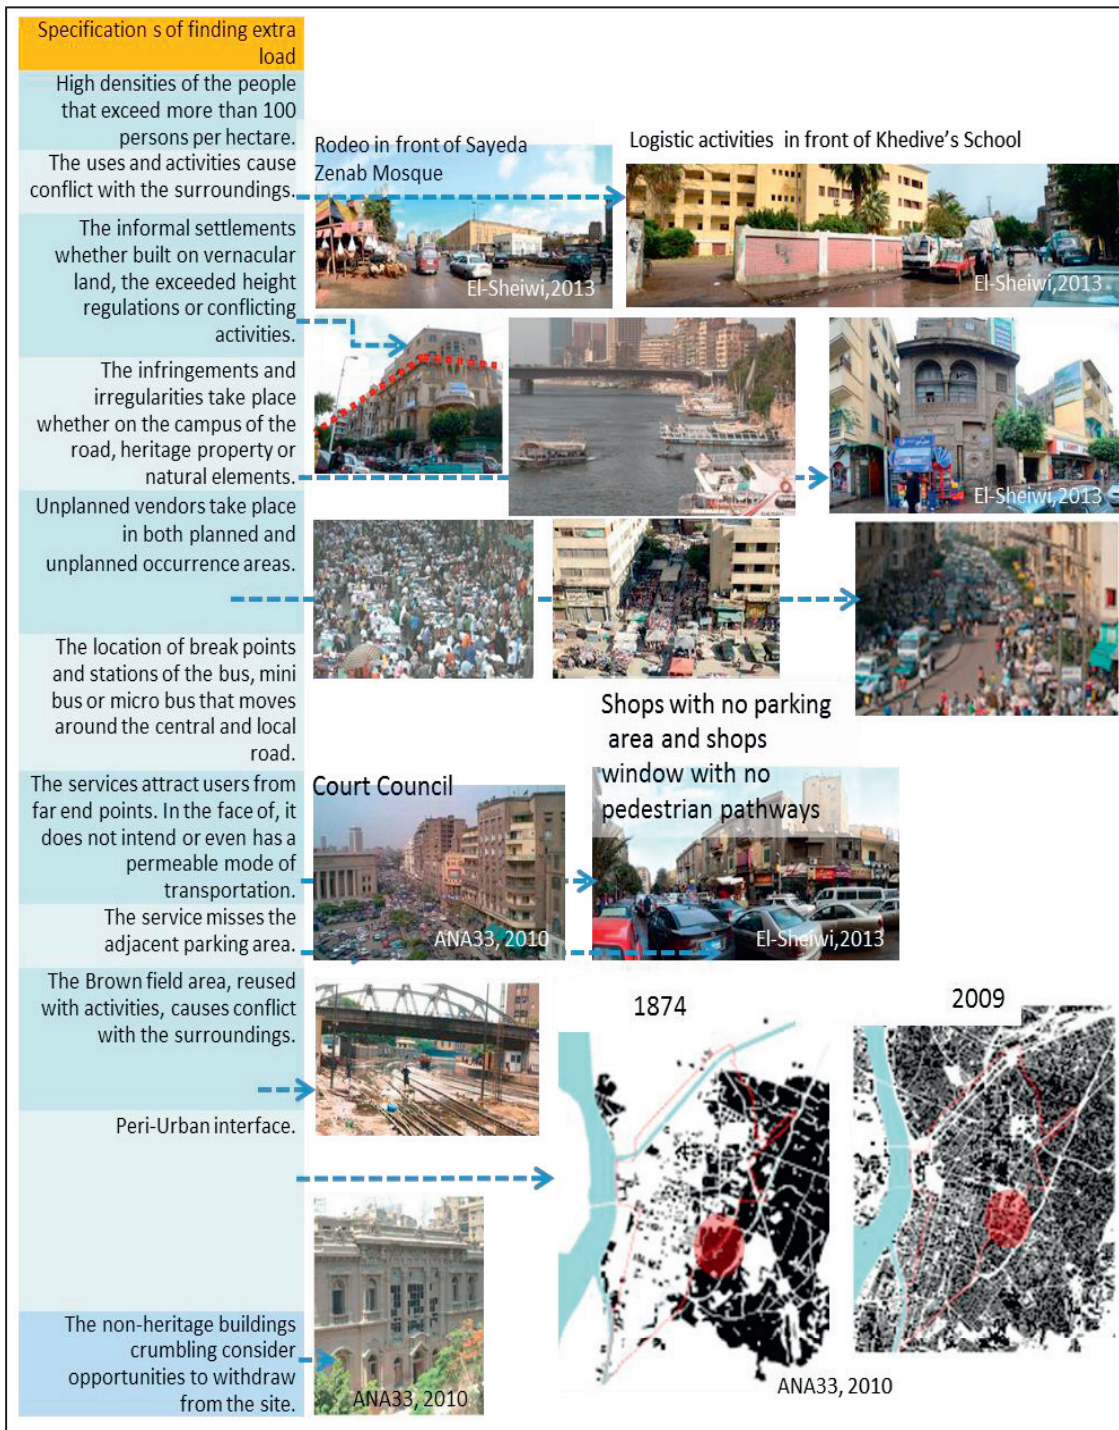 Specification s of finding extra
load
High densities of the people
that exceed more than 100
persons per hectare.
The uses and activities cause
conflict with the surroundings.
The informal settlements
whether built on vernacular
land, the exceeded height
regulations or conflicting
activities.
The infringements and
irregularities take place
whether on the campus of the
road, heritage property or
natural elements.
Unplanned vendors take place
in both planned and
unplanned occurrence areas.
The location of break points
and stations of the bus, mini
bus or micro bus that moves
around the central and local
road.
The services attract users from
far end points. In the face of, it
does not intend or even has a
permeable mode of
transportation.
The service misses the
adjacent parking area.
The Brown field area, reused
with activities, causes conflict
with the surroundings.
Peri-Urban interface.
The non-heritage buildings
crumbling consider
opportunities to withdraw
from the site.
Rodeo in front of Sayeda
Zenab Mosque
El-Sheiwi,2013
Logistic activities in front of Khedive's School
El-Sheiwi,2013
El-Sheiwi,2013
Court Council
ANA33, 2010
Shops with no parking
area and shops
window with no
pedestrian pathways
El-Sheiwi,2013
1874
2009
ANA33, 2010
ANA33, 2010